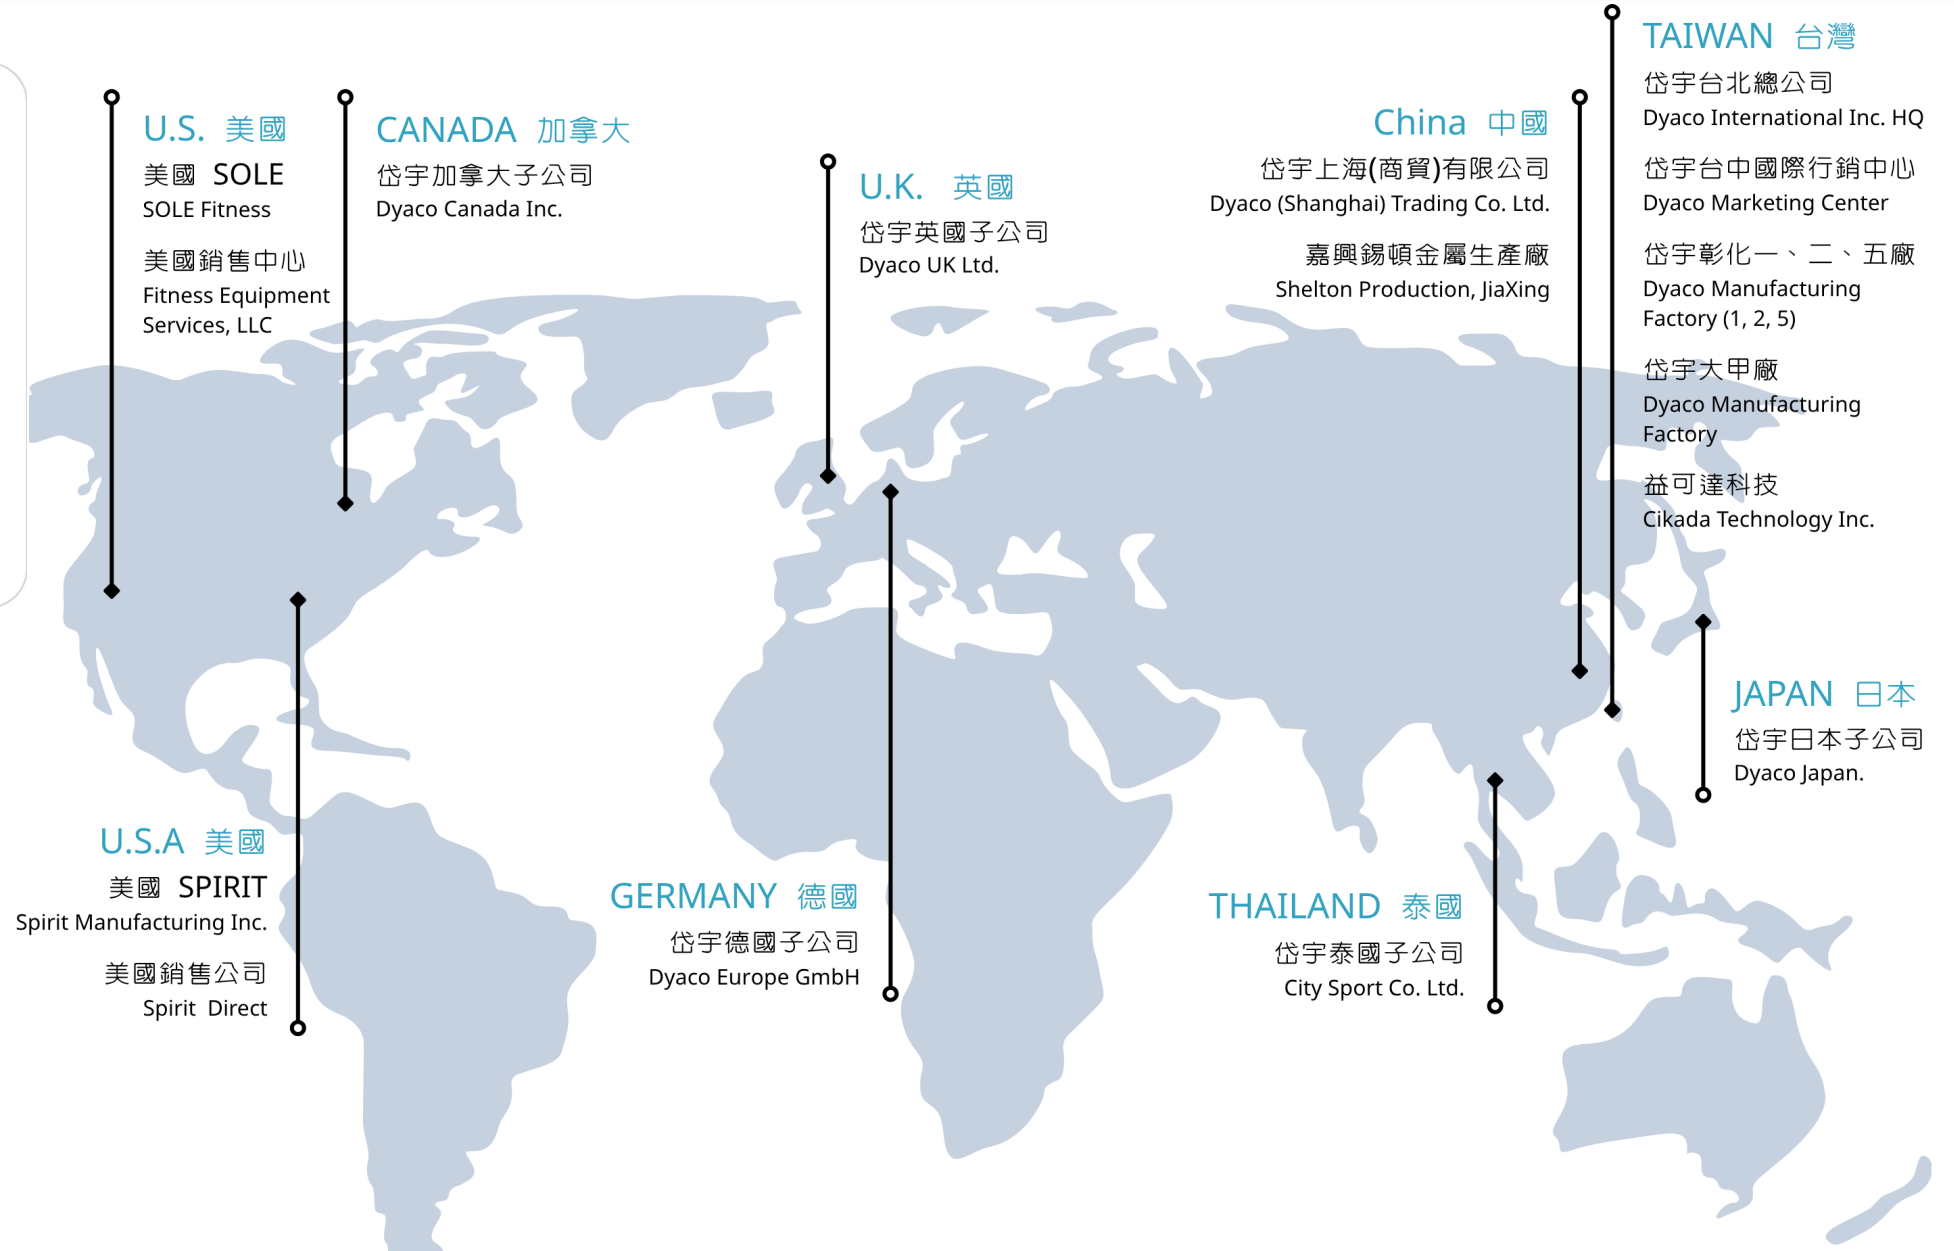 U.S. 美國
美國 SOLE
SOLE Fitness
美國銷售中心
Fitness Equipment
Services, LLC
CANADA 加拿大
岱宇加拿大子公司
Dyaco Canada Inc.
U.K. 英國
岱宇英國子公司
Dyaco UK Ltd.
China 中國
岱宇上海(商貿)有限公司
Dyaco (Shanghai) Trading Co. Ltd.
嘉興錫頓金屬生產廠
Shelton Production, JiaXing
TAIWAN 台灣
岱宇台北總公司
Dyaco International Inc. HQ
岱宇台中國際行銷中心
Dyaco Marketing Center
岱宇彰化一、二、五廠
Dyaco Manufacturing
Factory (1, 2, 5)
岱宇大甲廠
Dyaco Manufacturing
Factory
益可達科技
Cikada Technology Inc.
JAPAN 日本
岱宇日本子公司
Dyaco Japan.
U.S.A 美國
美國 SPIRIT
Spirit Manufacturing Inc.
美國銷售公司
Spirit Direct
GERMANY 德國
岱宇德國子公司
Dyaco Europe GmbH
THAILAND 泰國
岱宇泰國子公司
City Sport Co. Ltd.